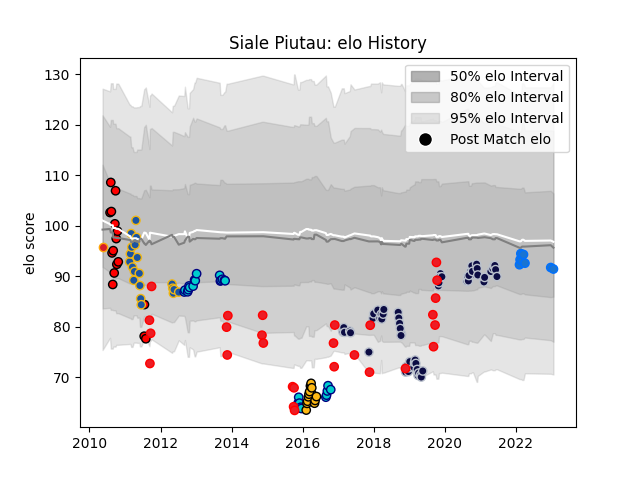 Siale Piutau: elo History
elo score
130
120
110
100
90
80
70
50% elo Interval
80% elo Interval
95% elo Interval
Post Match elo
2010
2012
2014
2016
2018
2020
2022